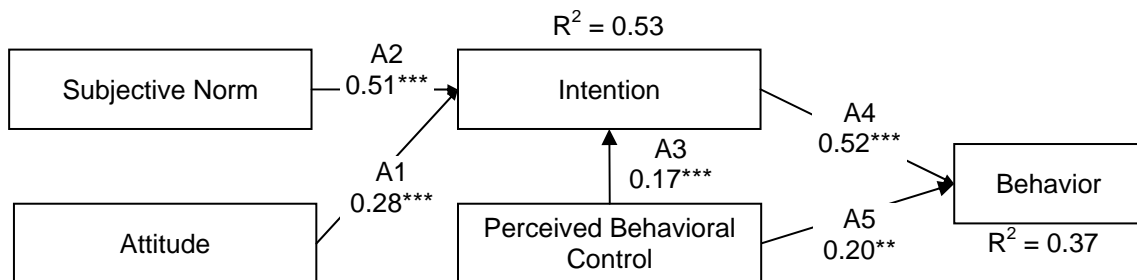 R² = 0.53
A2
0.51***
Subjective Norm
Intention
A4
0.52***
A3
0.17***
A1
0.28***
Behavior
R² = 0.37
Attitude
Perceived Behavioral
Control
A5
0.20**